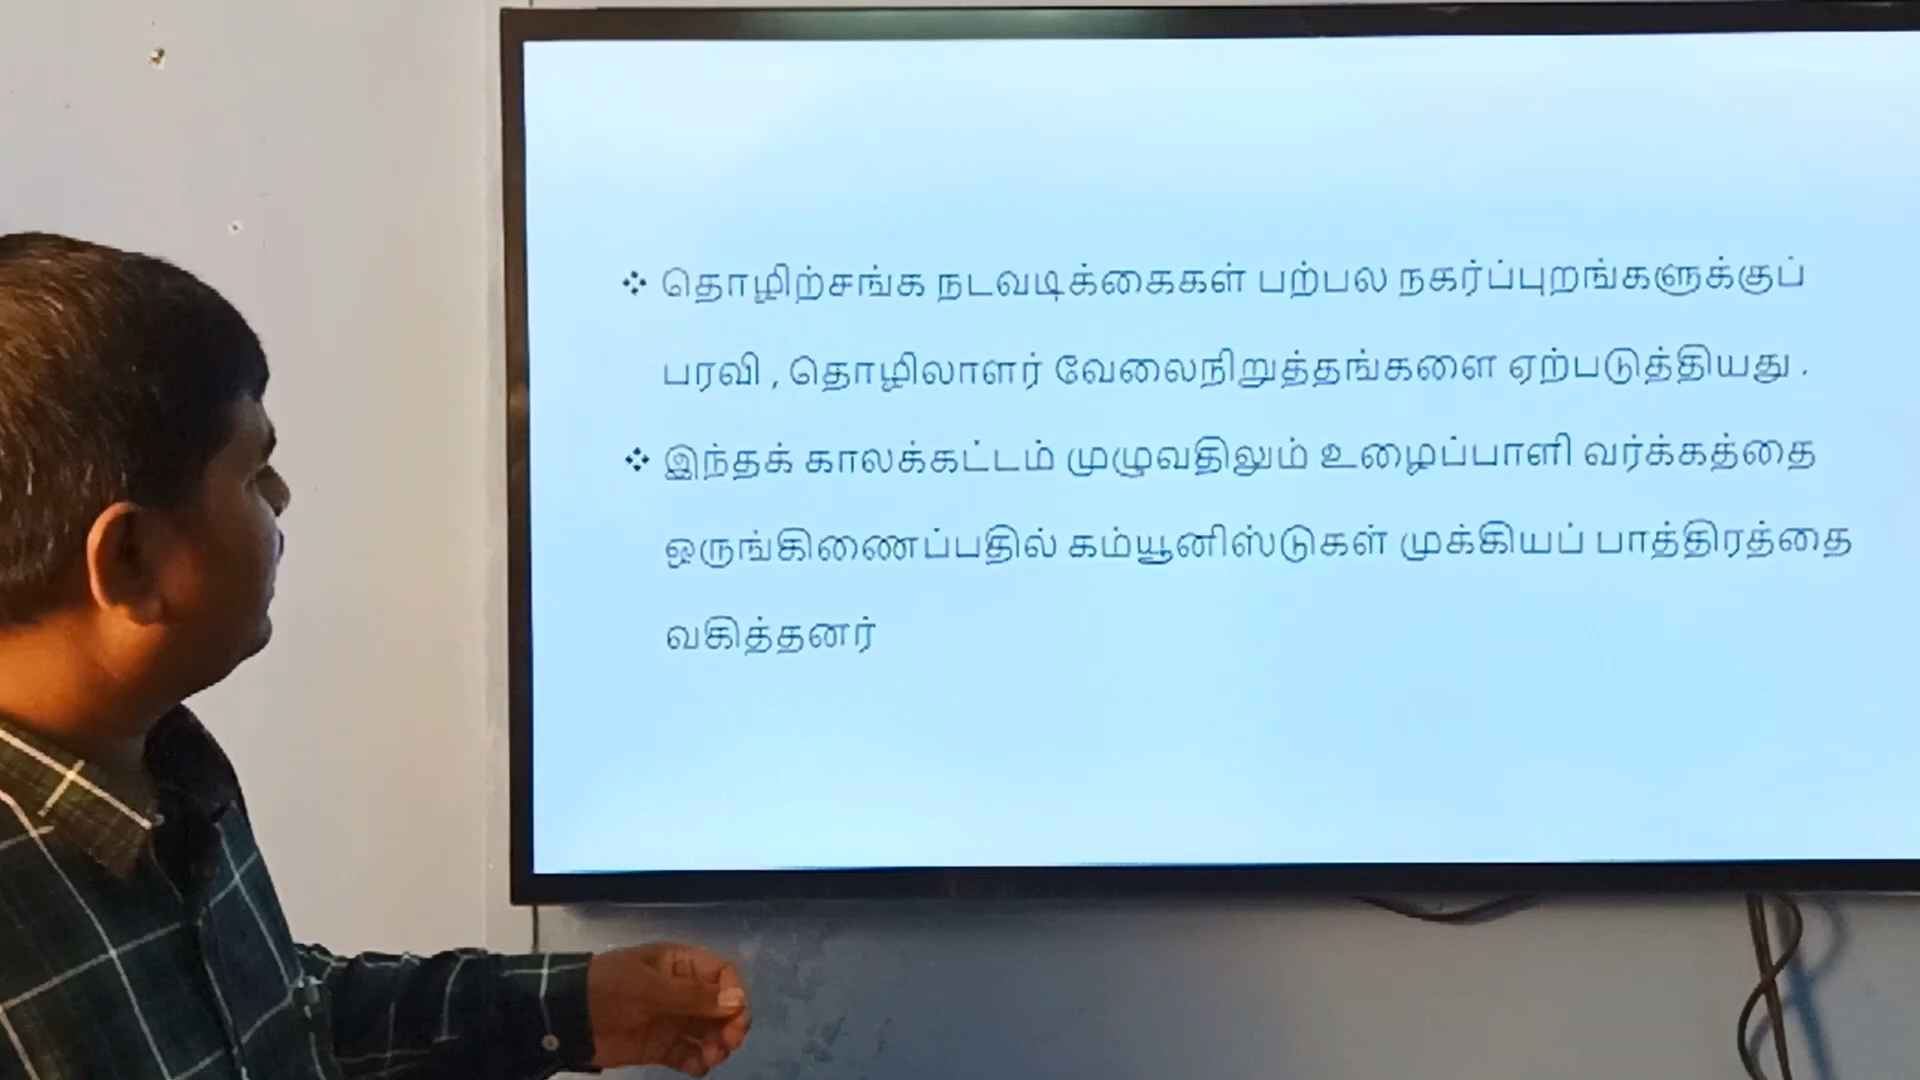 ❖ தொழிற்சங்க நடவடிக்கைகள் பற்பல நகர்ப்புறங்களுக்குப்
பரவி , தொழிலாளர் வேலைநிறுத்தங்களை ஏற்படுத்தியது .
❖ இந்தக் காலக்கட்டம் முழுவதிலும் உழைப்பாளி வர்க்கத்தை
ஒருங்கிணைப்பதில் கம்யூனிஸ்டுகள் முக்கியப் பாத்திரத்தை
வகித்தனர்